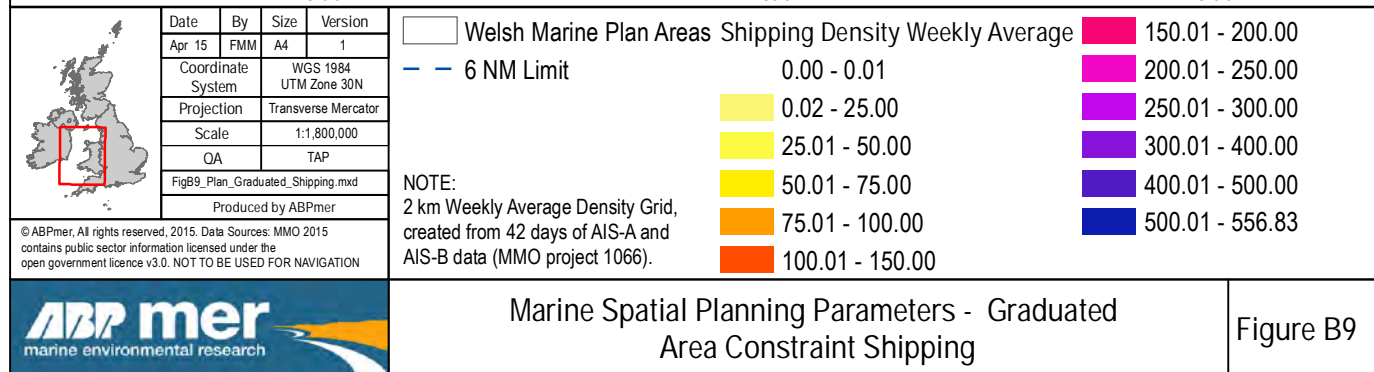 Date By Size Version
Apr 15 FMM A4 1
Coordinate System WGS 1984 UTM Zone 30N
Projection Transverse Mercator
Scale 1:1,800,000
QA TAP
FigB9_Plan_Graduated_Shipping.mxd
Produced by ABPmer
© ABPmer, All rights reserved, 2015. Data Sources: MMO 2015
contains public sector information licensed under the
open government licence v3.0. NOT TO BE USED FOR NAVIGATION
Welsh Marine Plan Areas
6 NM Limit
NOTE:
2 km Weekly Average Density Grid,
created from 42 days of AIS-A and
AIS-B data (MMO project 1066).
Shipping Density Weekly Average
0.00 - 0.01
0.02 - 25.00
25.01 - 50.00
50.01 - 75.00
75.01 - 100.00
100.01 - 150.00
150.01 - 200.00
200.01 - 250.00
250.01 - 300.00
300.01 - 400.00
400.01 - 500.00
500.01 - 556.83
ABPmer
marine environmental research
Marine Spatial Planning Parameters - Graduated
Area Constraint Shipping
Figure B9